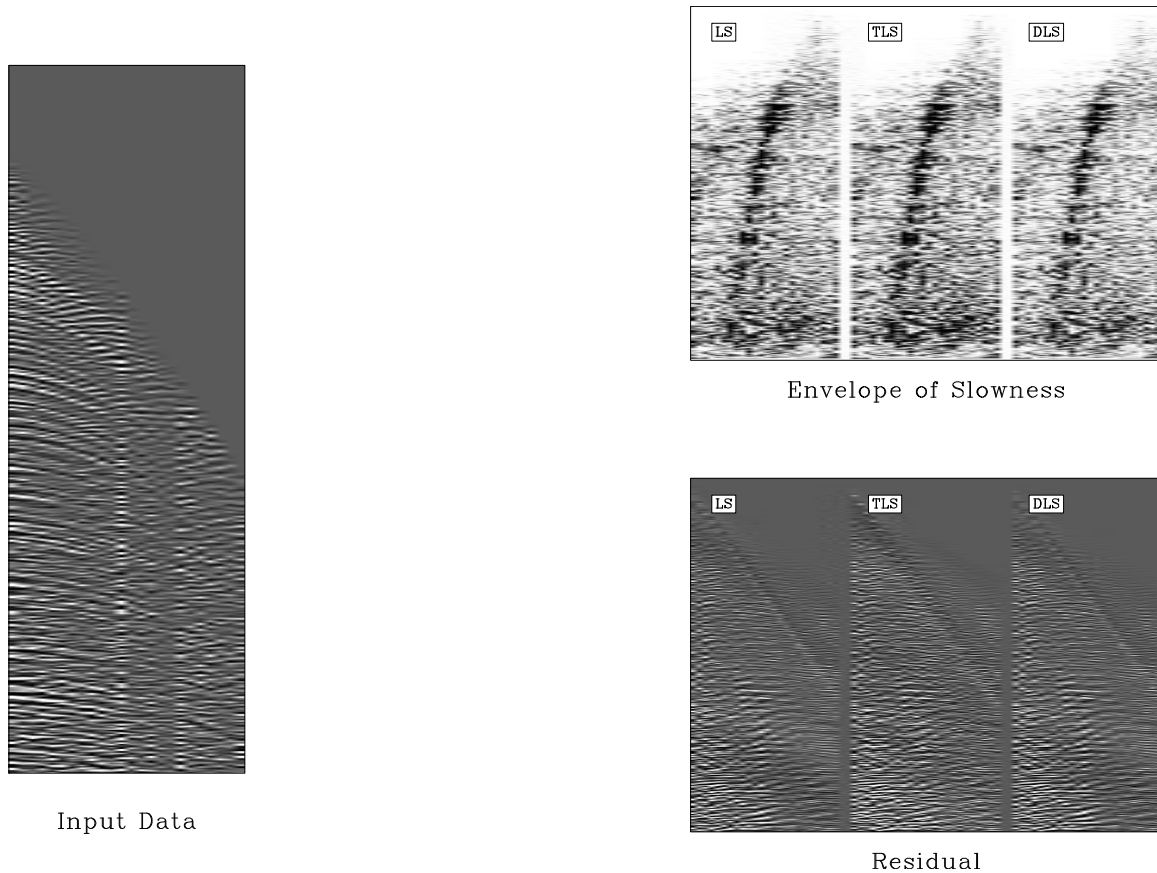 LS
TLS
DLS
Envelope of Slowness
Input Data
LS
TLS
DLS
Residual